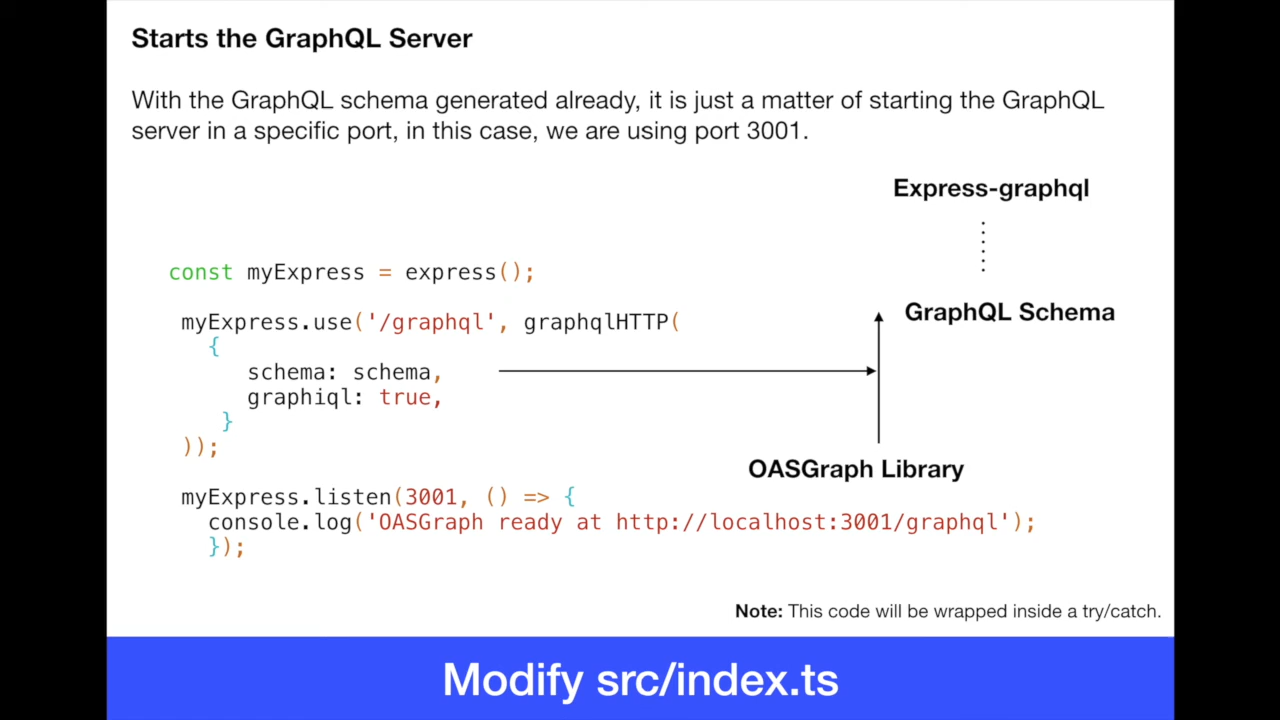 Starts the GraphQL Server
With the GraphQL schema generated already, it is just a matter of starting the GraphQL
server in a specific port, in this case, we are using port 3001.
Express-graphql
const myExpress = express();
GraphQL Schema
myExpress.use('/graphql', graphqlHTTP(
{
schema: schema,
graphiql: true,
}
));
OASGraph Library
myExpress.listen(3001, () => {
console.log('OASGraph ready at http://localhost:3001/graphql');
});
Note: This code will be wrapped inside a try/catch.
Modify src/index.ts